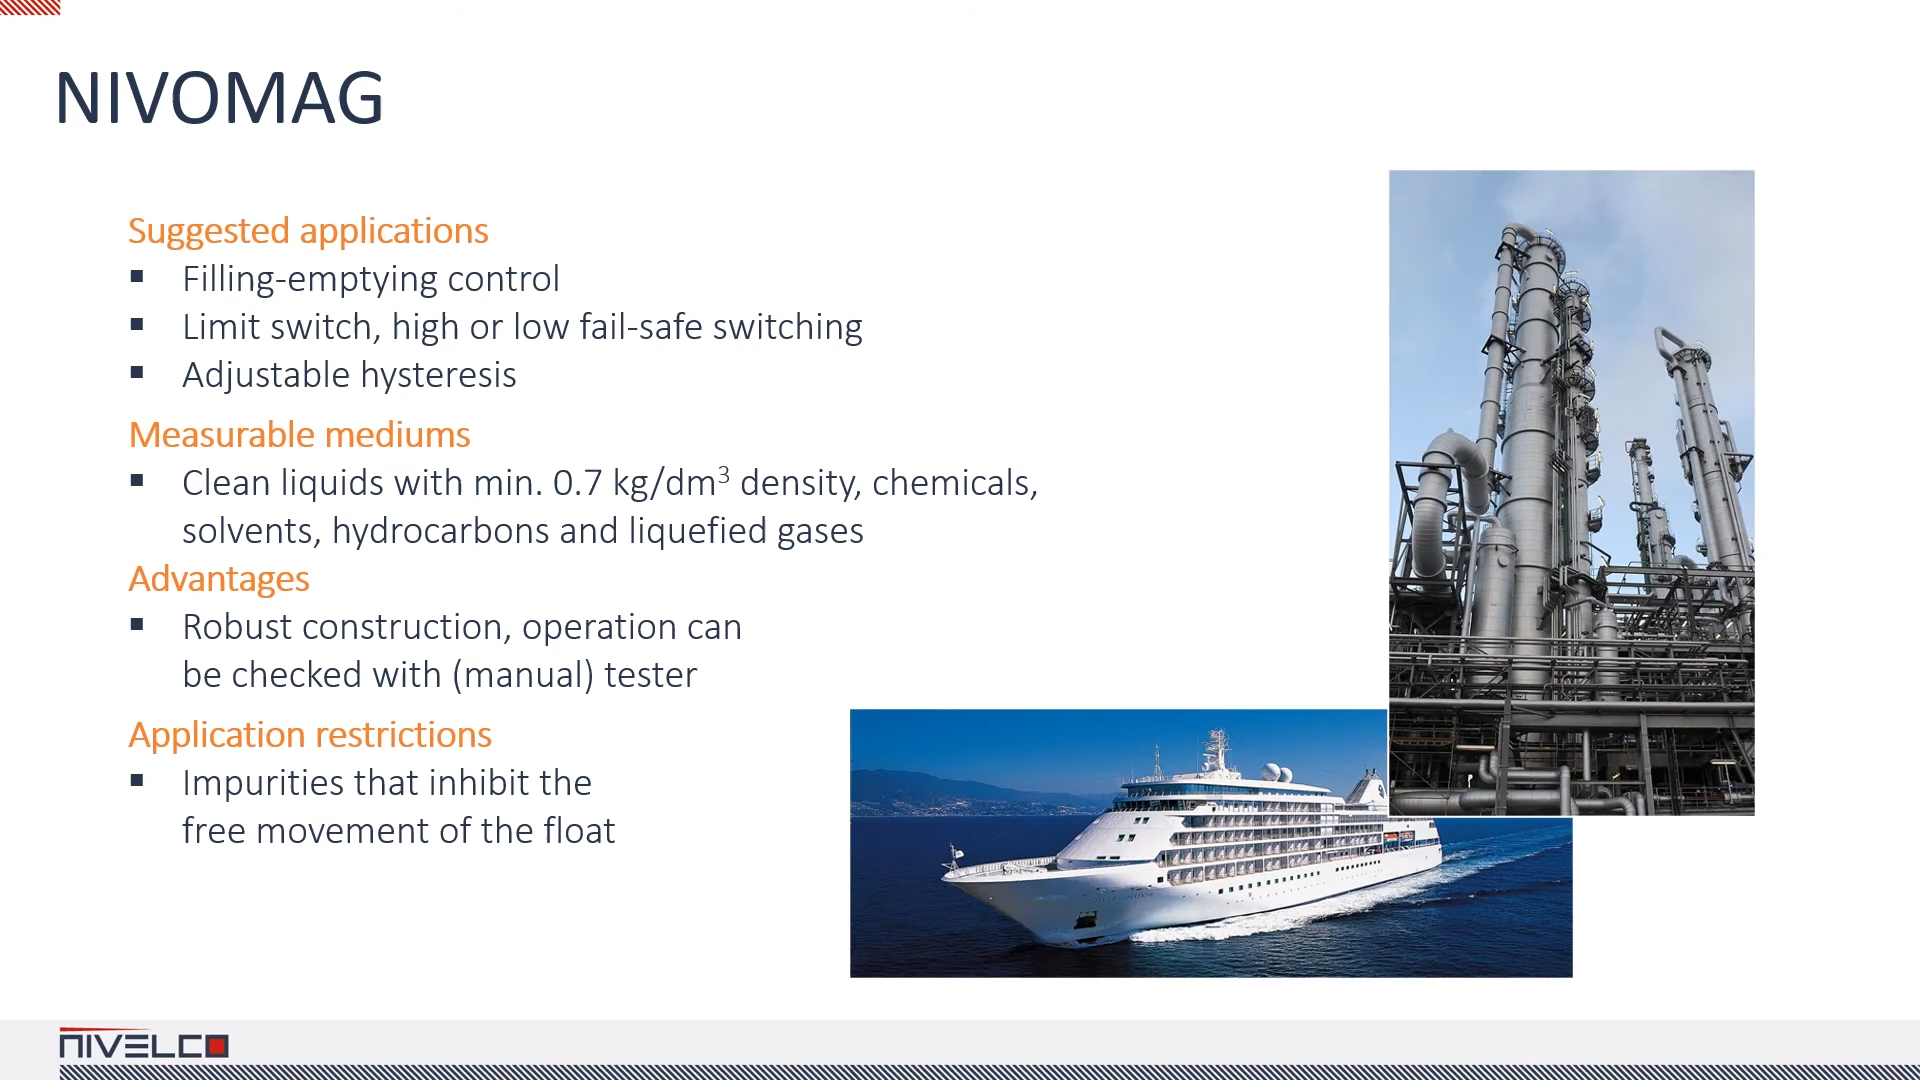 NIVOMAG
Suggested applications
▪ Filling-emptying control
▪ Limit switch, high or low fail-safe switching
▪ Adjustable hysteresis
Measurable mediums
▪ Clean liquids with min. 0.7 kg/dm³ density, chemicals,
solvents, hydrocarbons and liquefied gases
Advantages
▪ Robust construction, operation can
be checked with (manual) tester
Application restrictions
▪ Impurities that inhibit the
free movement of the float
NIVELCO